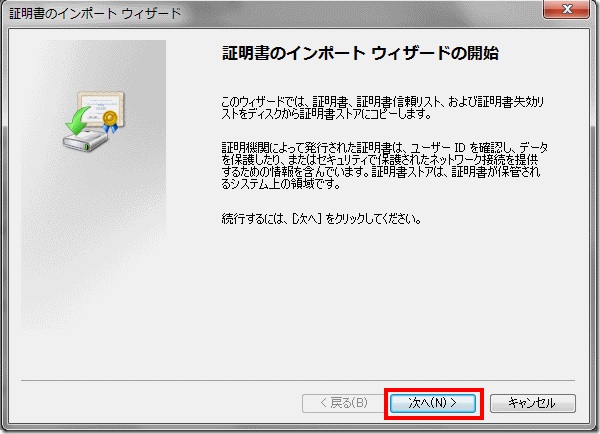 証明書のインポート ウィザード
証明書のインポート ウィザードの開始
このウィザードでは、証明書、証明書信頼リスト、および証明書失効リ
ストをディスクから証明書ストアにコピーします。
証明機関によって発行された証明書は、ユーザー ID を確認し、データ
を保護したり、またはセキュリティで保護されたネットワーク接続を提供
するための情報を含んでいます。証明書ストアは、証明書が保管され
るシステム上の領域です。
続行するには、[次へ] をクリックしてください。
< 戻る(B)
次へ(N) >
キャンセル